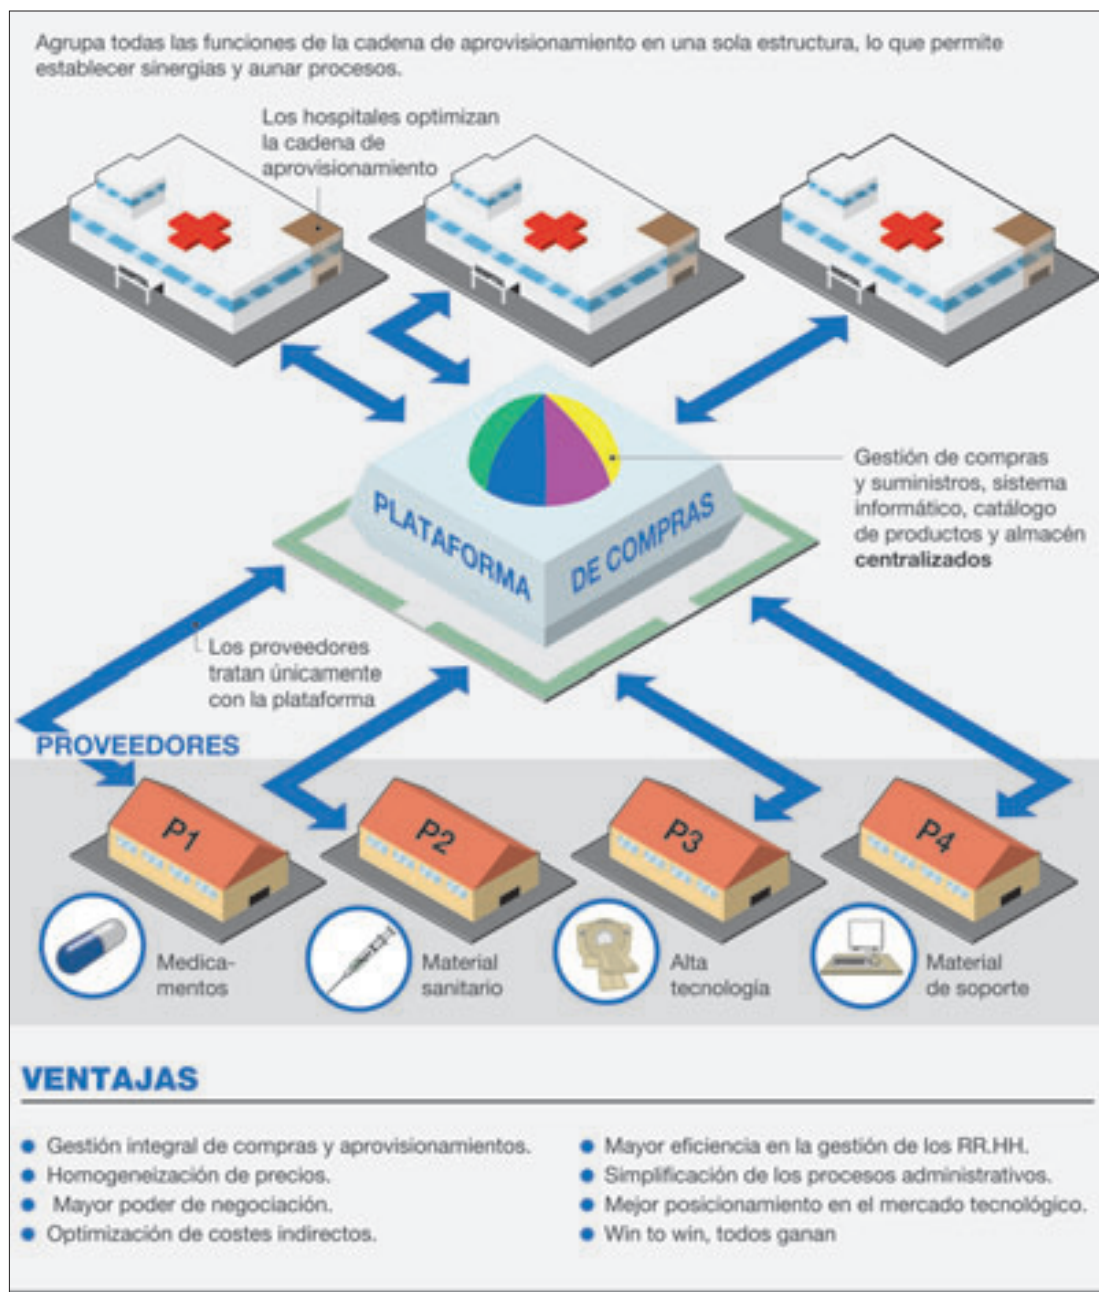 Agrupa todas las funciones de la cadena de aprovisionamiento en una sola estructura, lo que permite
establecer sinergias y aunar procesos.
Los hospitales optimizan
la cadena de
aprovisionamiento
PLATAFORMA
DE COMPRAS
Gestión de compras
y suministros, sistema
informático, catálogo
de productos y almacén
centralizados
Los proveedores
tratan únicamente
con la plataforma
PROVEEDORES
P1
P2
P3
P4
Medica-
mentos
Material
sanitario
Alta
tecnología
Material
de soporte
VENTAJAS
Gestión integral de compras y aprovisionamientos.
Homogeneización de precios.
Mayor poder de negociación.
Optimización de costes indirectos.
Mayor eficiencia en la gestión de los RR.HH.
Simplificación de los procesos administrativos.
Mejor posicionamiento en el mercado tecnológico.
Win to win, todos ganan